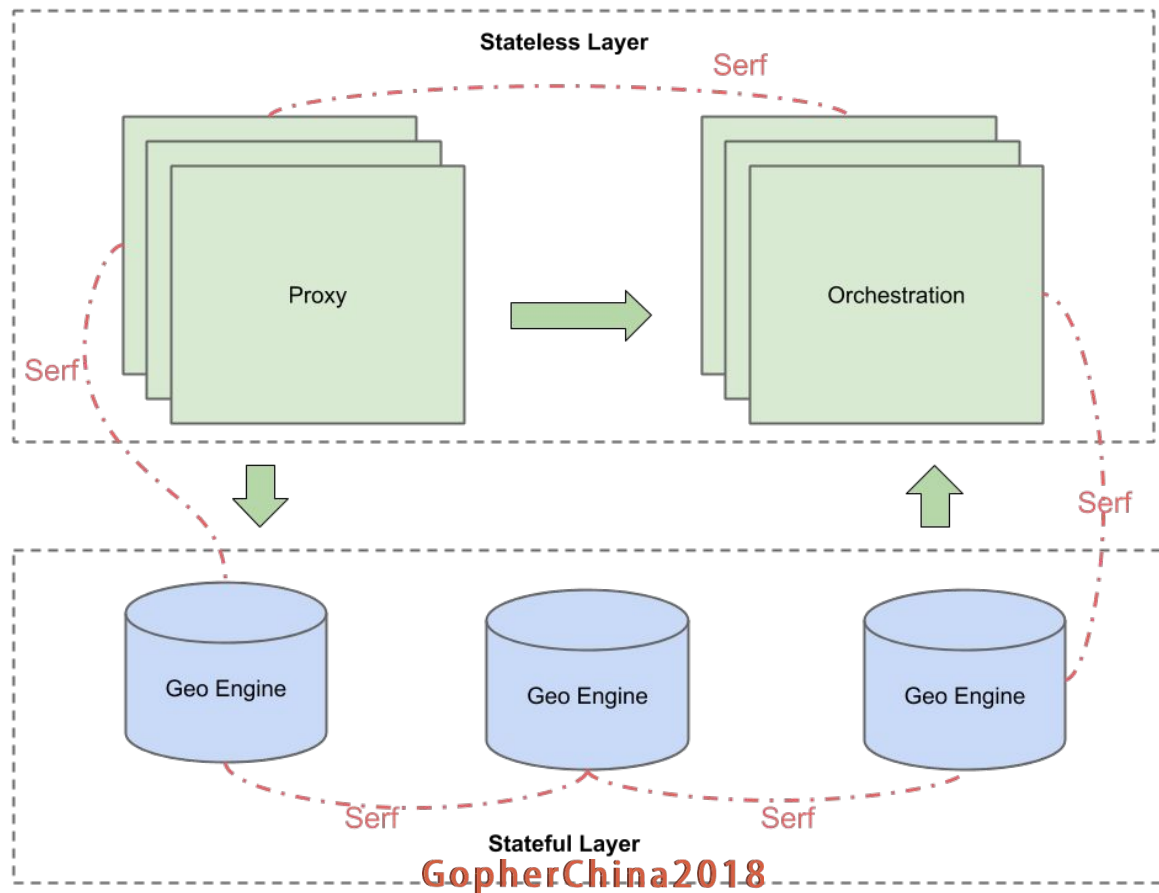 Stateless Layer
Serf
Proxy
Orchestration
Serf
Serf
Geo Engine
Geo Engine
Geo Engine
Serf
Serf
Stateful Layer
GopherChina2018